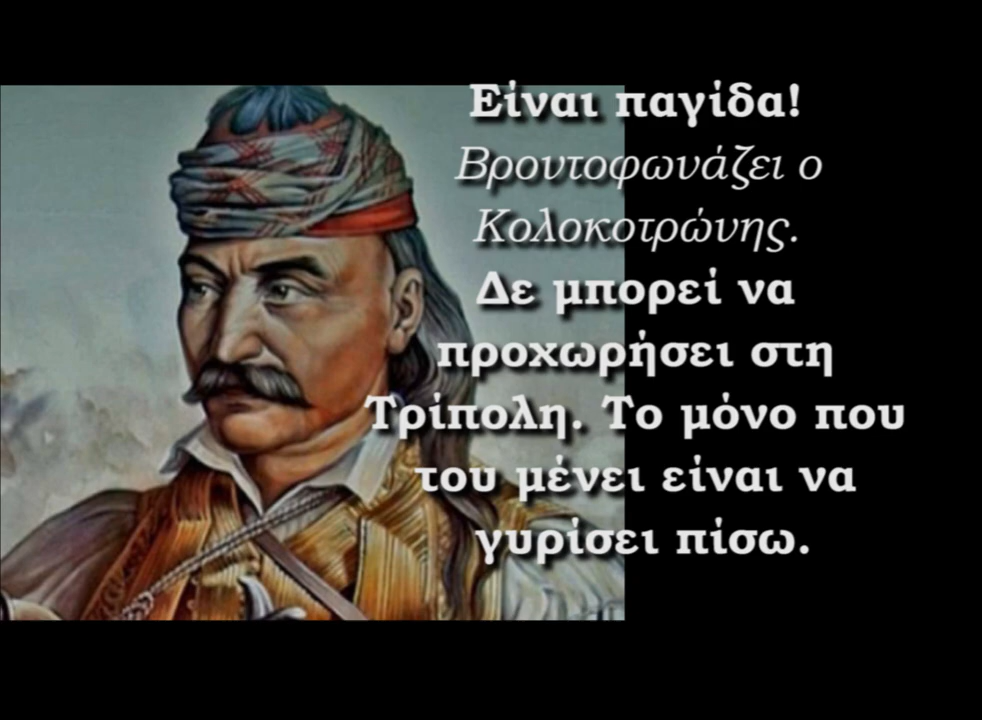 Είναι παγίδα!
Βροντοφωνάζει ο
Κολοκοτρώνης.
Δε μπορεί να
προχωρήσει στη
Τρίπολη. Το μόνο που
του μένει είναι να
γυρίσει πίσω.